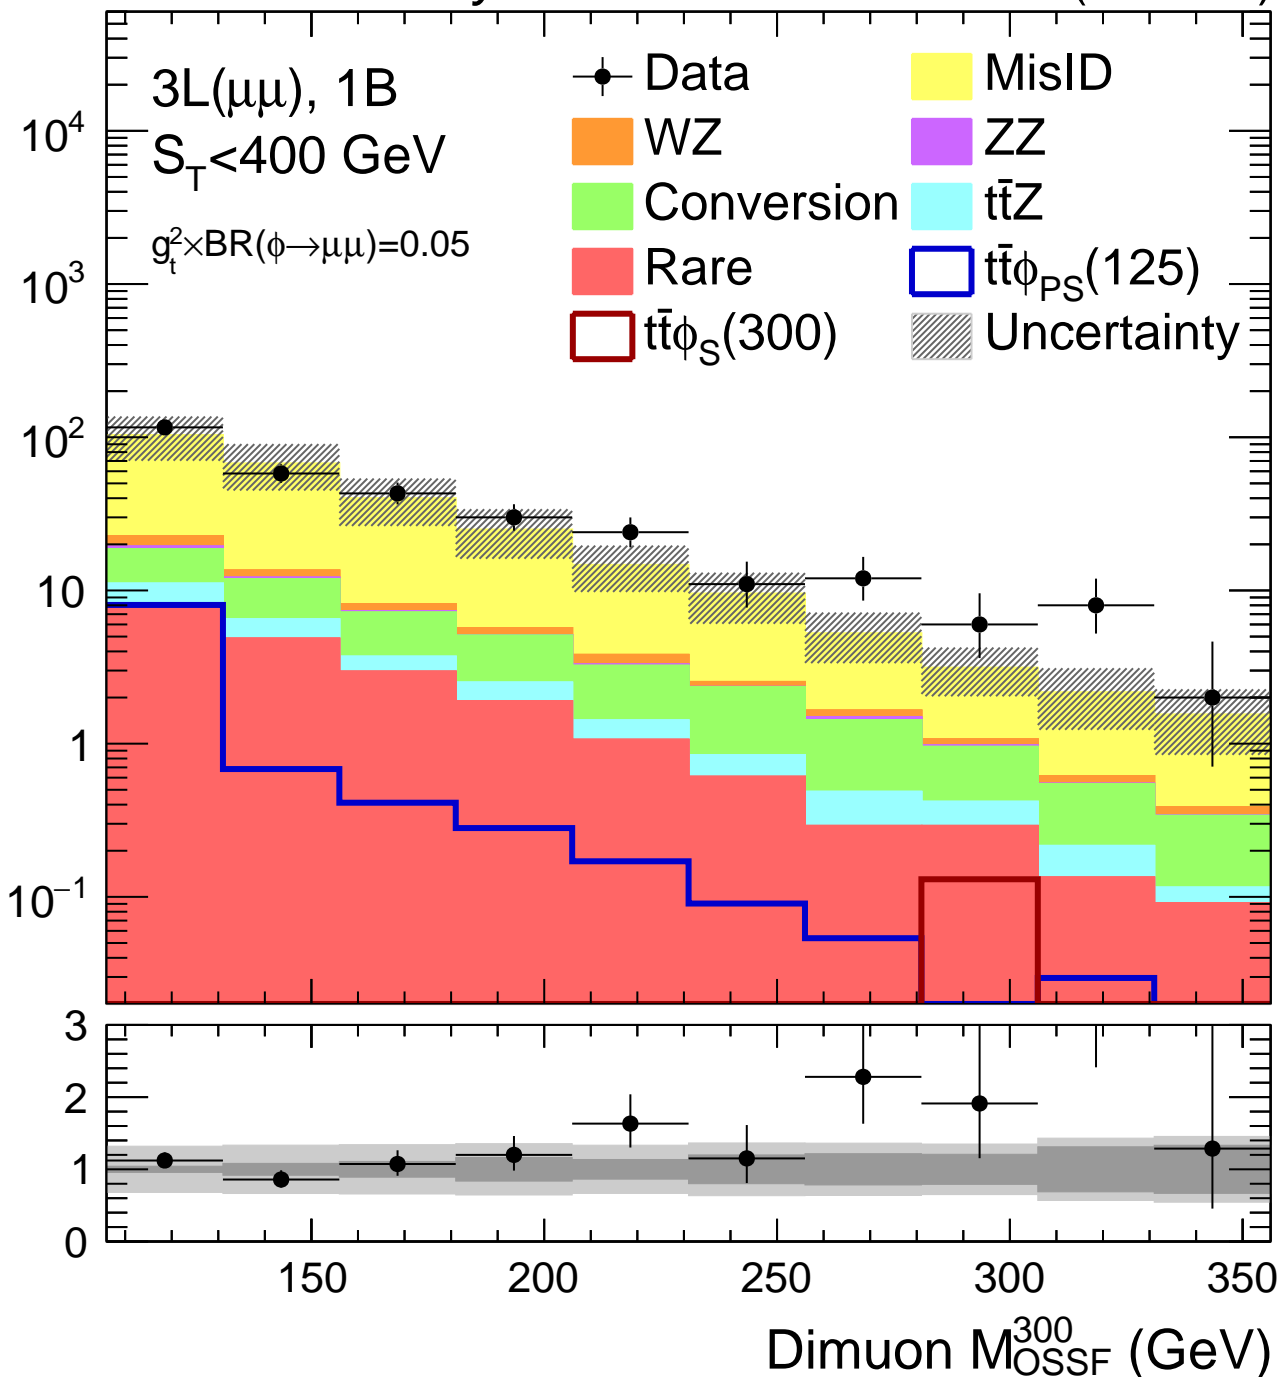 3L(μμ), 1B
S_T<400 GeV
g_t^2×BR(ϕ→μμ)=0.05
Data
MisID
WZ
ZZ
Conversion
tt̄Z
Rare
tt̄ϕ_PS(125)
tt̄ϕ_S(300)
Uncertainty
10^4
10^3
10^2
10
1
10^−1
3
2
1
0
150 200 250 300 350
Dimuon M_OSSF^300 (GeV)